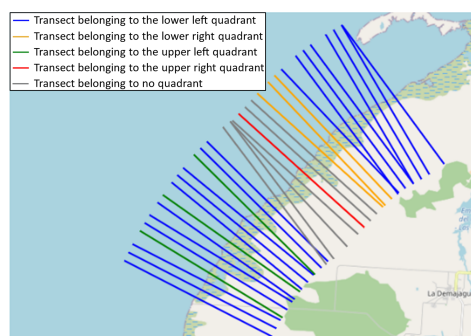 Transect belonging to the lower left quadrant
Transect belonging to the lower right quadrant
Transect belonging to the upper left quadrant
Transect belonging to the upper right quadrant
Transect belonging to no quadrant
La Demajagu